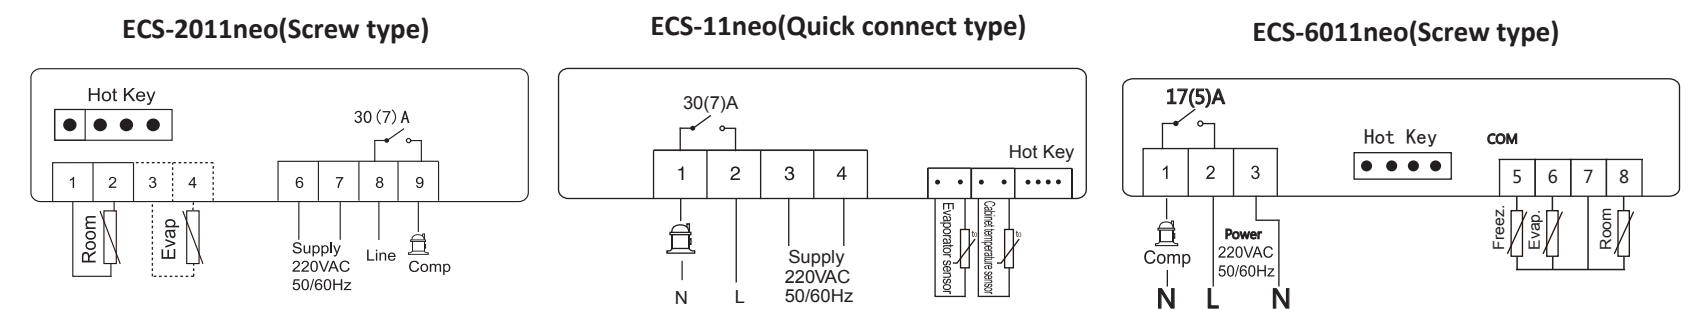 ECS-2011neo(Screw type)
Hot Key
30(7)A
1 2 3 4 6 7 8 9
Room
Evap
Supply
220VAC
50/60Hz
Line
Comp
ECS-11neo(Quick connect type)
30(7)A
Hot Key
1 2 3 4
N
L
Supply
220VAC
50/60Hz
Evaporator sensor
Cabinet temperature sensor
ECS-6011neo(Screw type)
17(5)A
Hot Key
COM
1 2 3
5 6 7 8
Comp
Power
220VAC
50/60Hz
N L N
Freez.
Evap.
Room